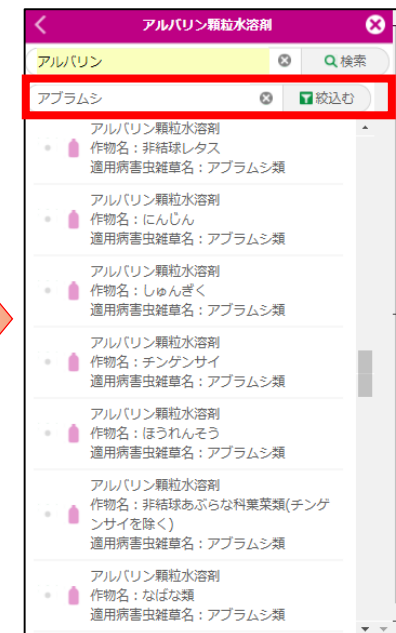 アルバリン顆粒水溶剤
アルバリン
検索
アブラムシ
絞込む
アルバリン顆粒水溶剤
作物名：非結球レタス
適用病害虫雑草名：アブラムシ類
アルバリン顆粒水溶剤
作物名：にんじん
適用病害虫雑草名：アブラムシ類
アルバリン顆粒水溶剤
作物名：しゅんぎく
適用病害虫雑草名：アブラムシ類
アルバリン顆粒水溶剤
作物名：チンゲンサイ
適用病害虫雑草名：アブラムシ類
アルバリン顆粒水溶剤
作物名：ほうれんそう
適用病害虫雑草名：アブラムシ類
アルバリン顆粒水溶剤
作物名：非結球あぶらな科葉菜類(チンゲ
ンサイを除く)
適用病害虫雑草名：アブラムシ類
アルバリン顆粒水溶剤
作物名：なばな類
適用病害虫雑草名：アブラムシ類